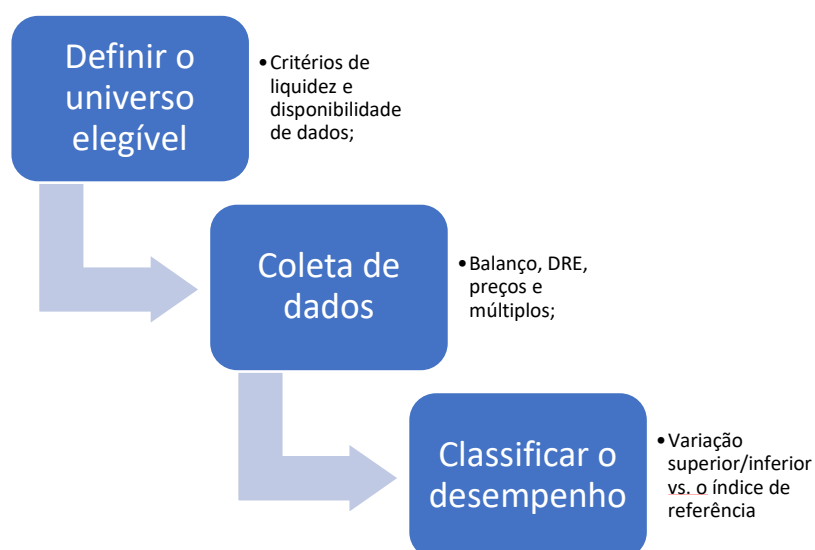 Definir o
universo
elegível
•Critérios de
liquidez e
disponibilidade
de dados;
Coleta de
dados
•Balanço, DRE,
preços e
múltiplos;
Classificar o
desempenho
•Variação
superior/inferior
vs. o índice de
referência